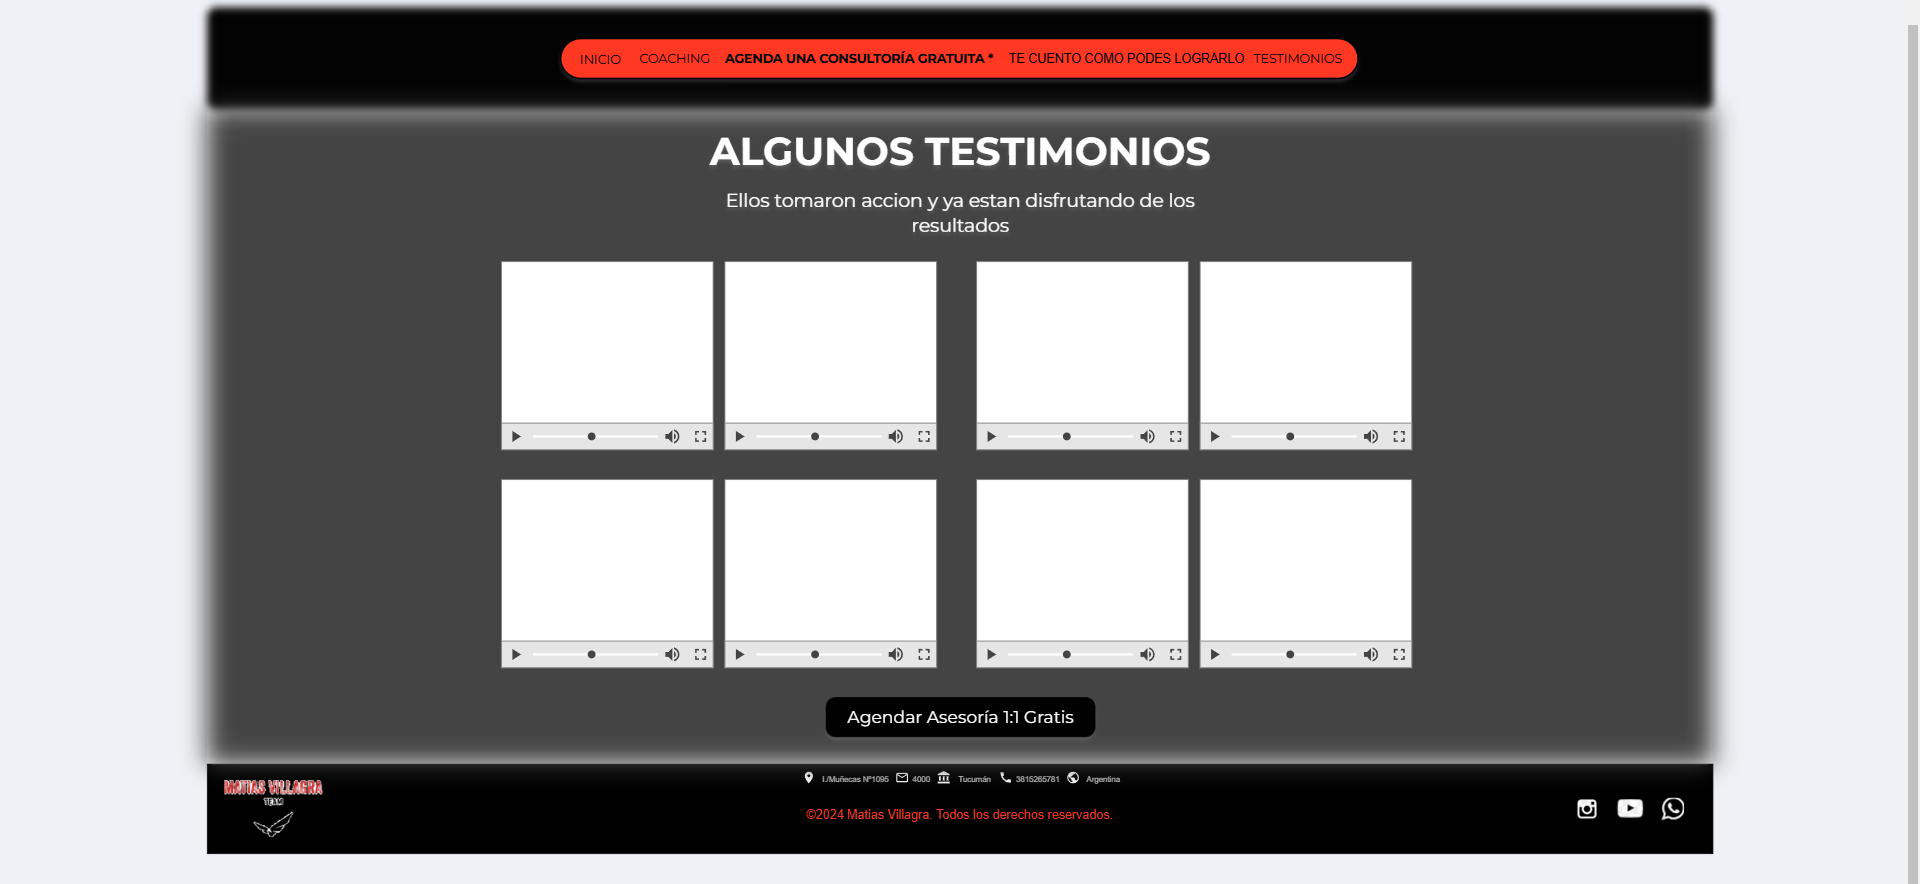 INICIO COACHING AGENDA UNA CONSULTORÍA GRATUITA * TE CUENTO COMO PODES LOGRARLO TESTIMONIOS
ALGUNOS TESTIMONIOS
Ellos tomaron accion y ya estan disfrutando de los
resultados
Agendar Asesoría 1:1 Gratis
I./Muñecas Nº1095 4000 Tucumán 3815265781 Argentina
MATIAS VILLAGRA
TEAM
©2024 Matias Villagra. Todos los derechos reservados.